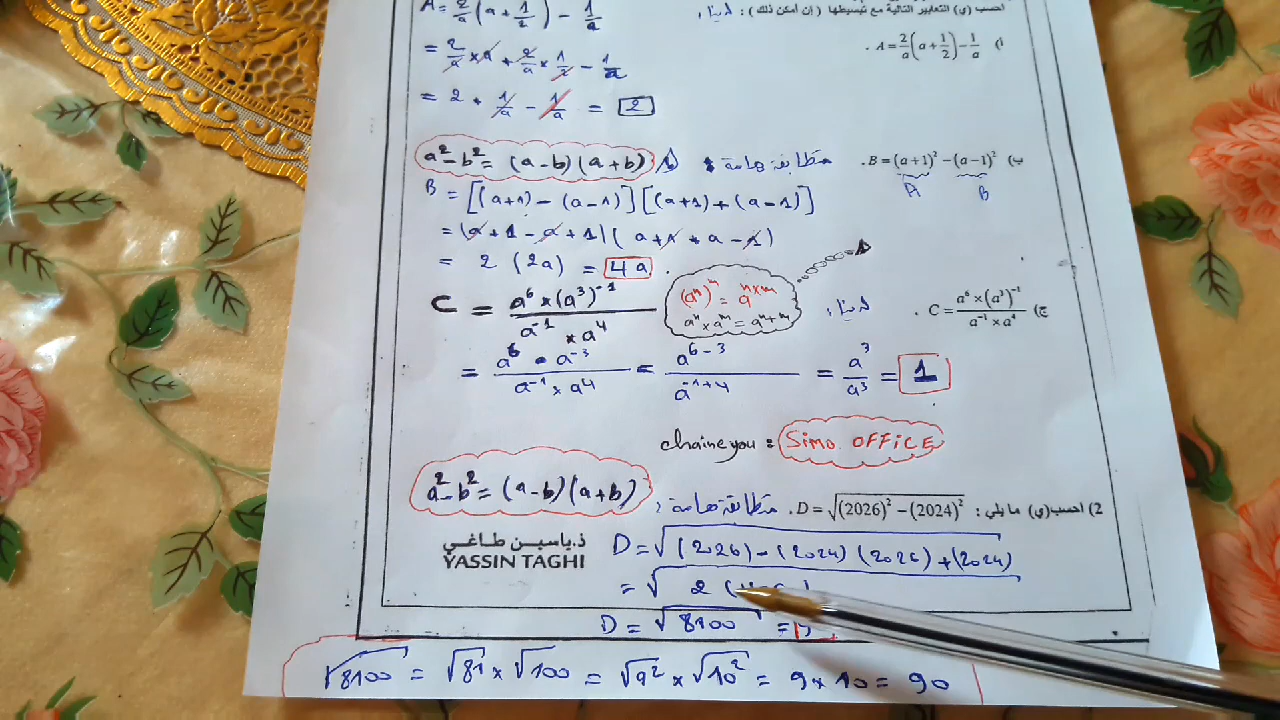 احسب (ي) التعابير التالية مع تبسيطها (إن أمكن ذلك) : لدينا :
A = 2/a (a + 1/2) - 1/a
أ) A = 2/a (a + 1/2) - 1/a .
= 2/a × a + 2/a × 1/2 - 1/a
= 2 + 1/a - 1/a = 2
a² - b² = (a - b)(a + b) متطابقة هامة :
ب) B = (a+1)² - (a-1)² .
A B
B = [(a+1) - (a-1)][(a+1) + (a-1)]
= (a + 1 - a + 1)(a + 1 + a - 1)
= 2 (2a) = 4a .
C = a⁶ × (a³)⁻¹ / a⁻¹ × a⁴
(aⁿ)ᵐ = aⁿˣᵐ
aⁿ × aᵐ = aⁿ⁺ᵐ
لدينا :
ج) C = a⁶ × (a³)⁻¹ / a⁻¹ × a⁴ .
= a⁶ • a⁻³ / a⁻¹ × a⁴ = a⁶⁻³ / a⁻¹⁺⁴ = a³ / a³ = 1
chaine you : Simo OFFiCE
a² - b² = (a - b)(a + b)
2) احسب(ي) ما يلي : D = √(2026)² - (2024)² . متطابقة هامة :
ذ.ياسين طاغي
YASSIN TAGHI
D = √(2026) - (2024) (2026) + (2024)
= √2 (
D = √8100 =
√8100 = √81 × √100 = √9² × √10² = 9 × 10 = 90